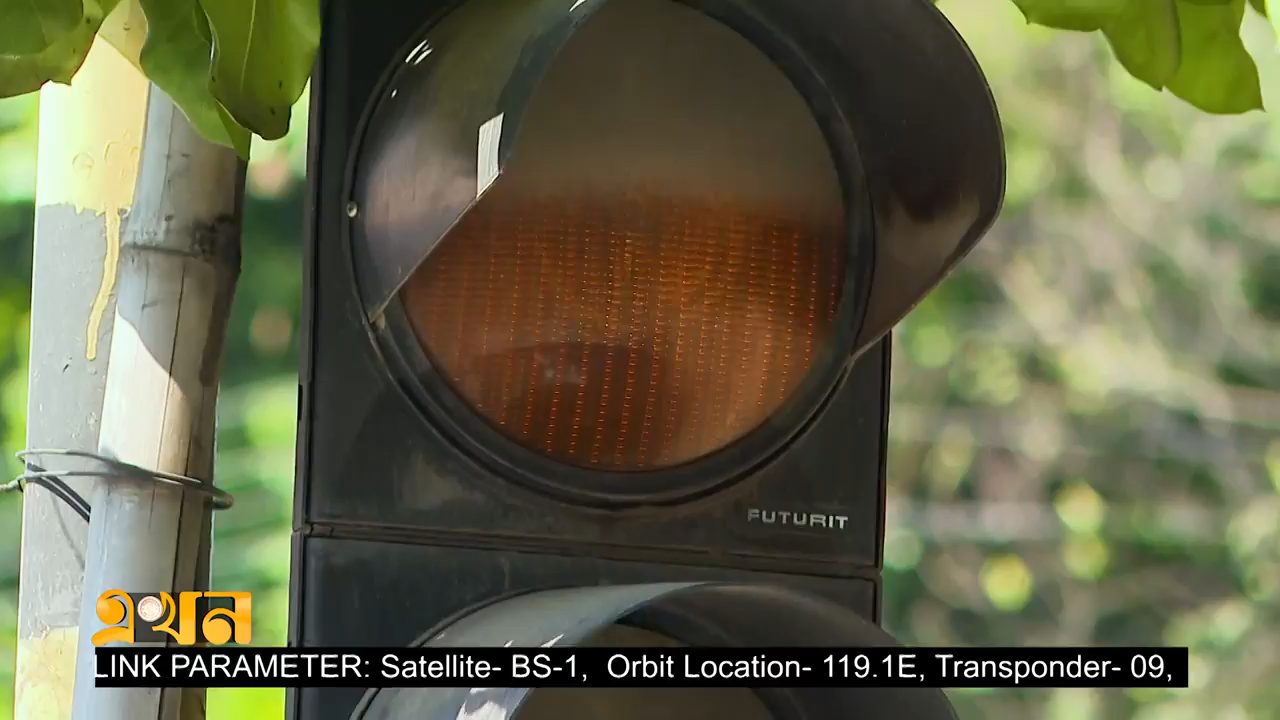 FUTURIT
এখন
LINK PARAMETER: Satellite- BS-1, Orbit Location- 119.1E, Transponder- 09,